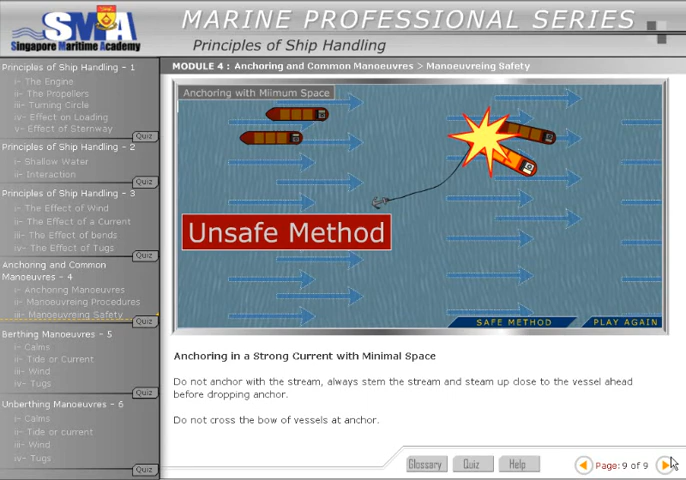 SMA
Singapore Maritime Academy
MARINE PROFESSIONAL SERIES
Principles of Ship Handling
MODULE 4 : Anchoring and Common Manoeuvres > Manoeuvreing Safety
Principles of Ship Handling - 1
i- The Engine
ii- The Propellers
iii- Turning Circle
iv- Effect on Loading
v- Effect of Sternway
Quiz
Principles of Ship Handling - 2
i- Shallow Water
ii- Interaction
Quiz
Principles of Ship Handling - 3
i- The Effect of Wind
ii- The Effect of a Current
iii- The Effect of bends
iv- The Effect of Tugs
Quiz
Anchoring and Common
Manoeuvres - 4
i- Anchoring Manoeuvres
ii- Manoeuvreing Procedures
iii- Manoeuvreing Safety
Quiz
Berthing Manoeuvres - 5
i- Calms
ii- Tide or Current
iii- Wind
iv- Tugs
Quiz
Unberthing Manoeuvres - 6
i- Calms
ii- Tide or current
iii- Wind
iv- Tugs
Quiz
Anchoring with Miimum Space
Unsafe Method
SAFE METHOD
PLAY AGAIN
Anchoring in a Strong Current with Minimal Space
Do not anchor with the stream, always stem the stream and steam up close to the vessel ahead
before dropping anchor.
Do not cross the bow of vessels at anchor.
Glossary
Quiz
Help
Page: 9 of 9